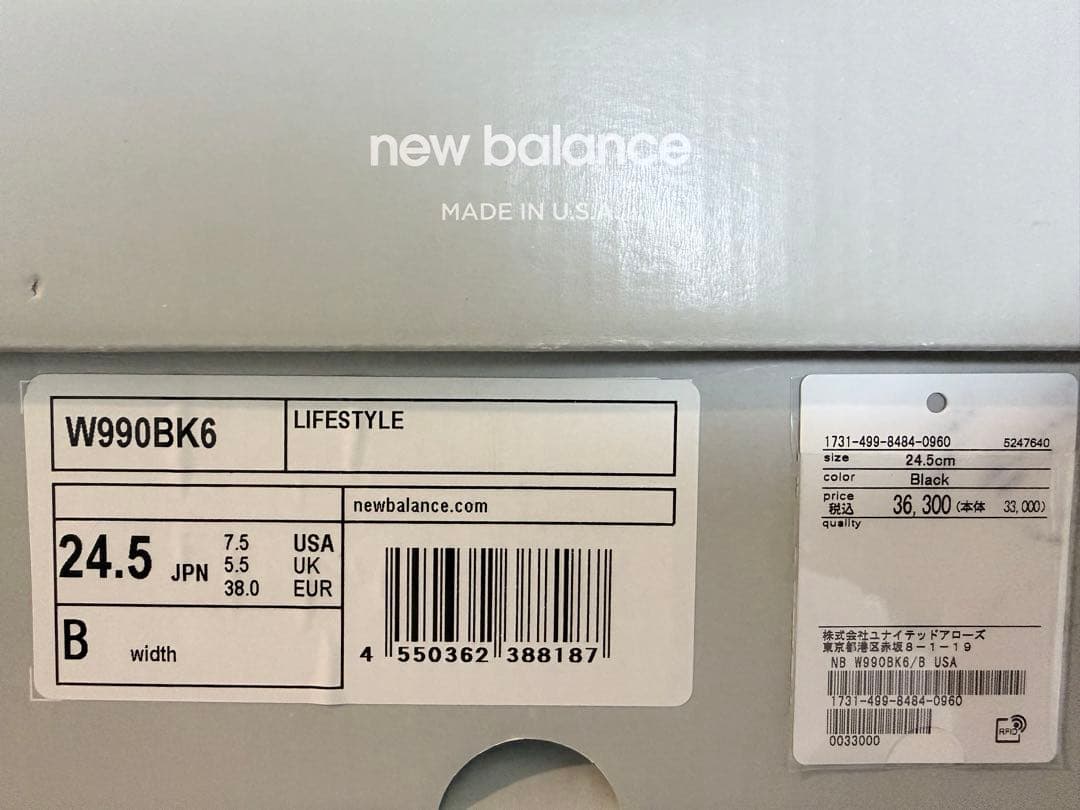 new balance
MADE IN U.S.A.
W990BK6
LIFESTYLE
newbalance.com
24.5 JPN
7.5 USA
5.5 UK
38.0 EUR
B width
4 550362 388187
1731-499-8484-0960 5247640
size 24.5cm
color Black
price
税込 36,300 (本体 33,000)
quality
株式会社ユナイテッドアローズ
東京都港区赤坂8-1-19
NB W990BK6/B USA
1731-499-8484-0960
0033000
RFID